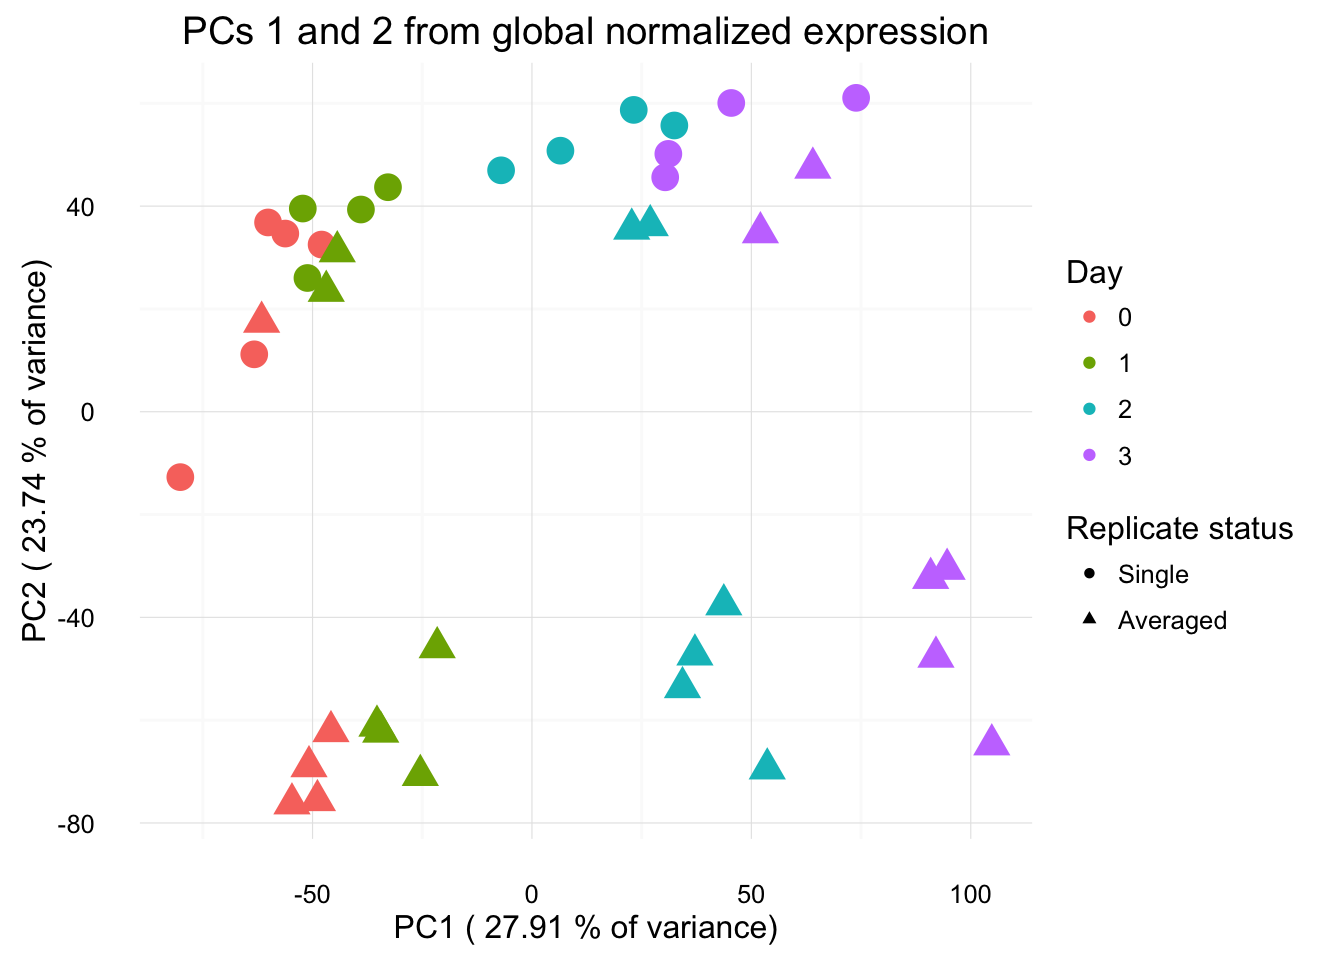 PCs 1 and 2 from global normalized expression
PC2 ( 23.74 % of variance)
40
0
-40
-80
-50
0
50
100
PC1 ( 27.91 % of variance)
Day
0
1
2
3
Replicate status
Single
Averaged